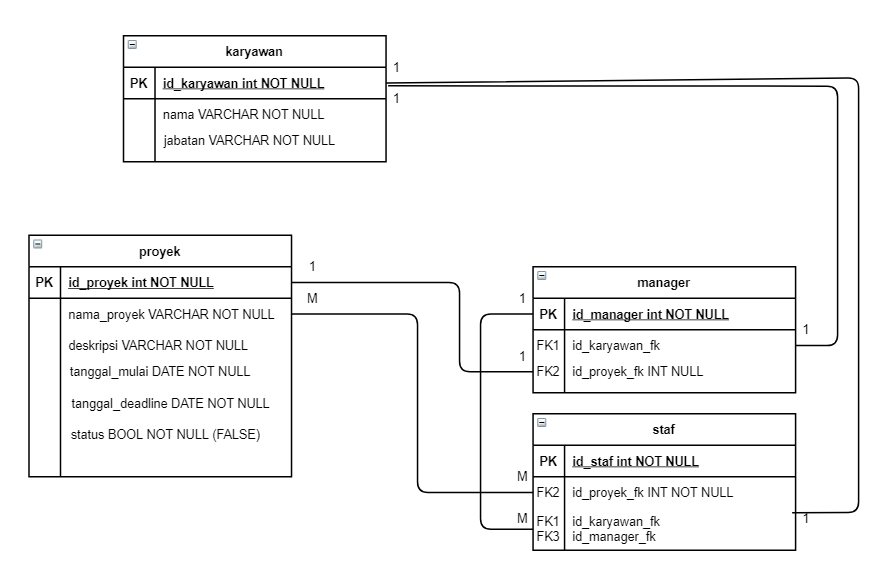 karyawan
PK id_karyawan int NOT NULL
nama VARCHAR NOT NULL
jabatan VARCHAR NOT NULL
1
1
proyek
PK id_proyek int NOT NULL
nama_proyek VARCHAR NOT NULL
deskripsi VARCHAR NOT NULL
tanggal_mulai DATE NOT NULL
tanggal_deadline DATE NOT NULL
status BOOL NOT NULL (FALSE)
1
M
manager
1
PK id_manager int NOT NULL
1
FK1 id_karyawan_fk
1
FK2 id_proyek_fk INT NULL
staf
PK id_staf int NOT NULL
M
FK2 id_proyek_fk INT NOT NULL
M
FK1 id_karyawan_fk
1
FK3 id_manager_fk